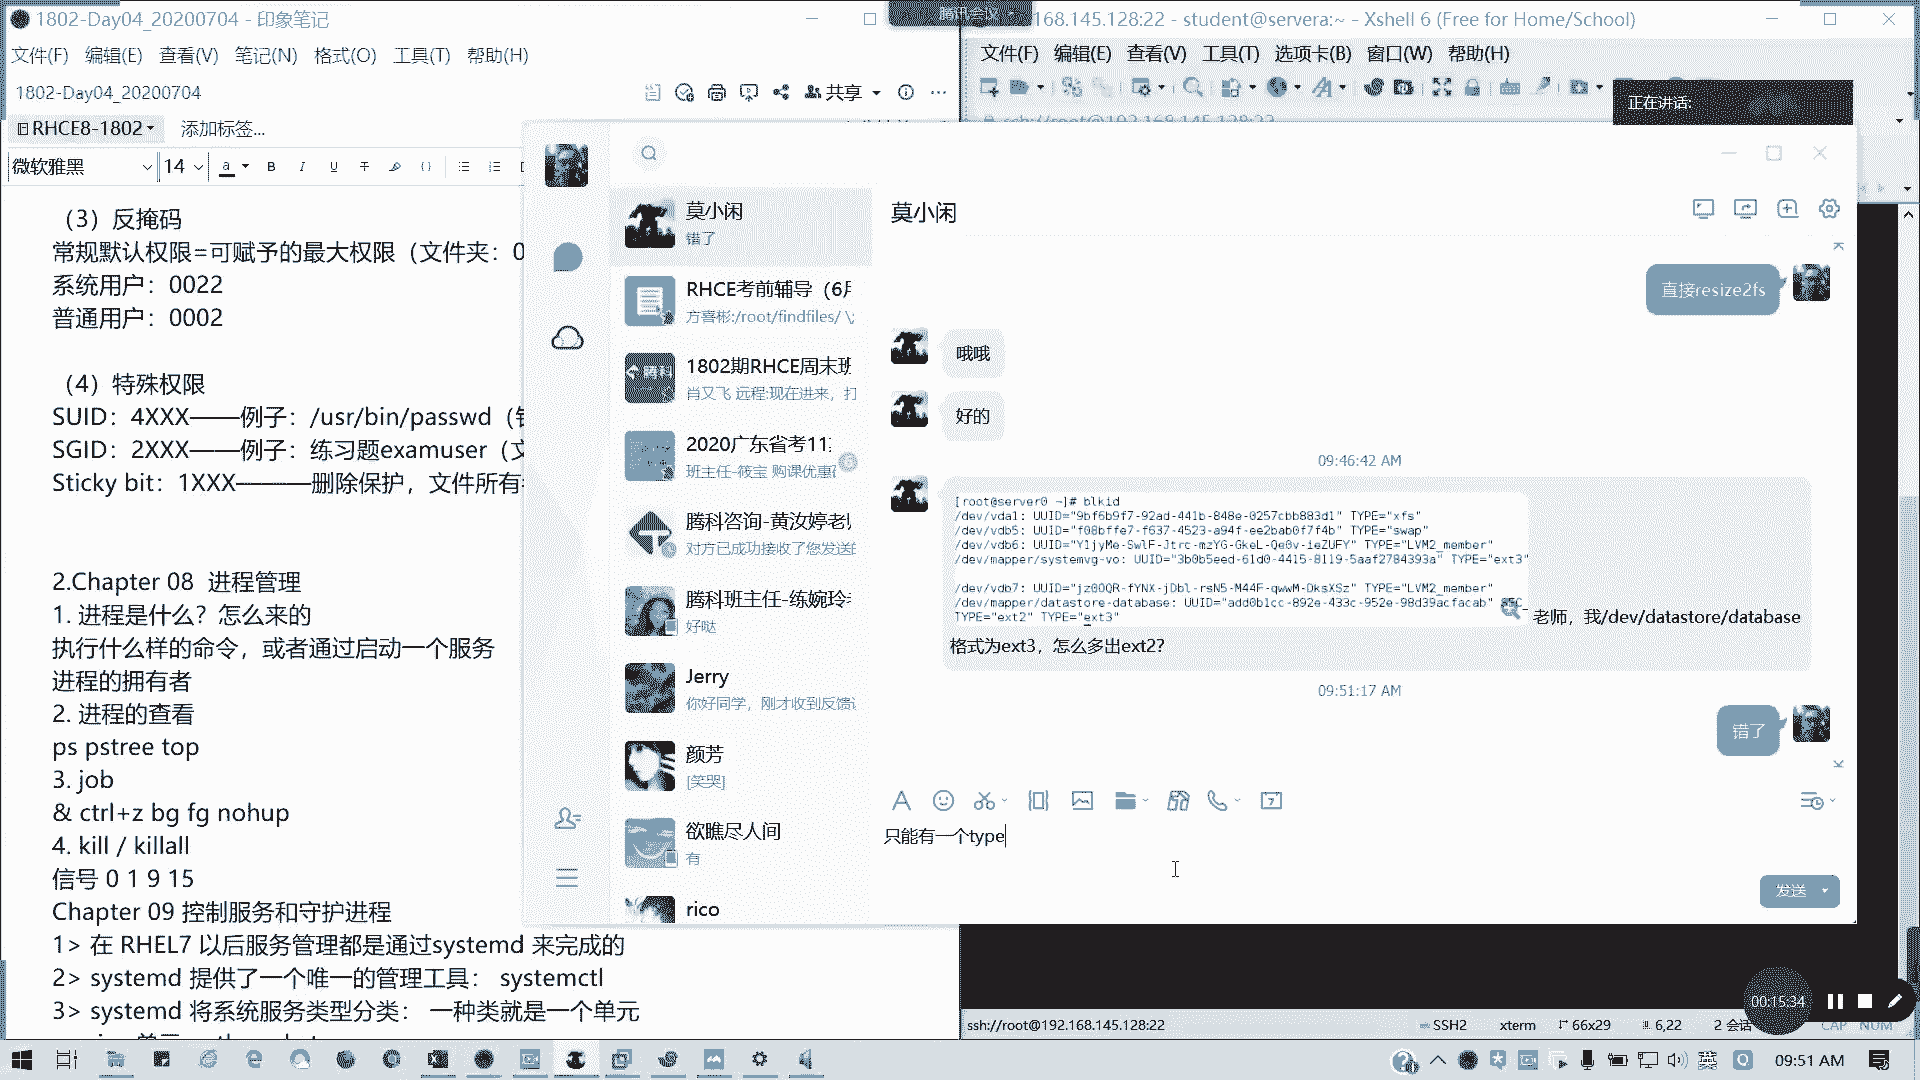 1802-Day04_20200704 - 印象笔记
文件(F) 编辑(E) 查看(V) 笔记(N) 格式(O) 工具(T) 帮助(H)
1802-Day04_20200704
共享
RHCE8-1802
添加标签...
微软雅黑
14
（3）反掩码
常规默认权限=可赋予的最大权限（文件夹：0
系统用户：0022
普通用户：0002
（4）特殊权限
SUID：4XXX——例子：/usr/bin/passwd（
SGID：2XXX——例子：练习题examuser（文
Sticky bit：1XXX———删除保护，文件所有
2.Chapter 08 进程管理
1. 进程是什么？怎么来的
执行什么样的命令，或者通过启动一个服务
进程的拥有者
2. 进程的查看
ps pstree top
3. job
& ctrl+z bg fg nohup
4. kill / killall
信号 0 1 9 15
Chapter 09 控制服务和守护进程
1> 在 RHEL7 以后服务管理都是通过systemd 来完成的
2> systemd 提供了一个唯一的管理工具： systemctl
3> systemd 将系统服务类型分类： 一种类就是一个单元
腾讯会议
168.145.128:22 - student@servera:~ - Xshell 6 (Free for Home/School)
文件(F) 编辑(E) 查看(V) 工具(T) 选项卡(B) 窗口(W) 帮助(H)
正在讲话:
ssh://root@192.168.145.128:22
莫小闲
错了
RHCE考前辅导（6月
方喜彬:/root/findfiles/ \;
1802期RHCE周末班
肖又飞 远程:现在进来，打
2020广东省考11
班主任-筱宝 购课优惠
腾科咨询-黄汝婷老
对方已成功接收了您发送的
腾科班主任-练婉玲
好哒
Jerry
你好同学，刚才收到反馈
颜芳
[笑哭]
欲瞧尽人间
有
rico
莫小闲
直接resize2fs
哦哦
好的
09:46:42 AM
[root@server0 ~]# blkid
/dev/vda1: UUID="9bf6b9f7-92ad-441b-848e-0257cbb883d1" TYPE="xfs"
/dev/vdb5: UUID="f08bffe7-f637-4523-a94f-ee2bab0f7f4b" TYPE="swap"
/dev/vdb6: UUID="Y1jyMe-SwlF-Jtrc-mzYG-GkeL-Qe0v-ieZUFY" TYPE="LVM2_member"
/dev/mapper/systemvg-vo: UUID="3b0b5eed-61d0-4415-8119-5aaf2784393a" TYPE="ext3"
/dev/vdb7: UUID="jz0OQR-fYNX-jDbl-rsN5-M44F-qwwM-DksXSz" TYPE="LVM2_member"
/dev/mapper/datastore-database: UUID="add0b1cc-892e-433c-952e-98d39acfacab"
TYPE="ext2" TYPE="ext3"
老师，我/dev/datastore/database
格式为ext3，怎么多出ext2？
09:51:17 AM
错了
只能有一个type
发送
00:15:34
ssh://root@192.168.145.128:22
SSH2
xterm
66x29
6,22
2 会话
CAP NUM
英
09:51 AM